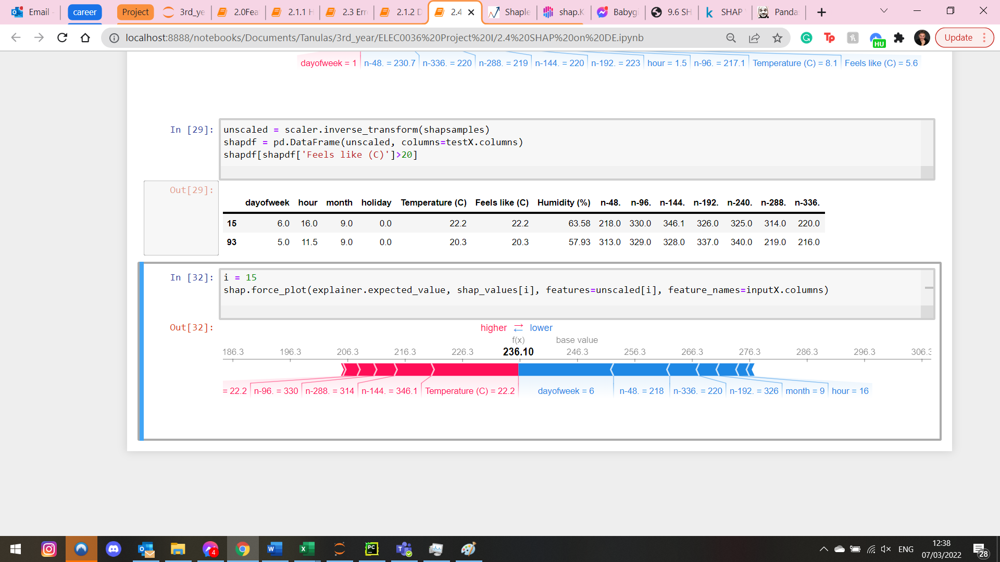 Email
career
Project
3rd_ye
2.0Fea
2.1.1 H
2.3 Err
2.1.2 D
2.4
Shaple
shap.K
Babygi
9.6 SH
SHAP
Panda
localhost:8888/notebooks/Documents/Tanulas/3rd_year/ELEC0036%20Project%20I/2.4%20SHAP%20on%20DE.ipynb
HU
Update
dayofweek = 1 n-48. = 230.7 n-336. = 220 n-288. = 219 n-144. = 220 n-192. = 223 hour = 1.5 n-96. = 217.1 Temperature (C) = 8.1 Feels like (C) = 5.6
In [29]: unscaled = scaler.inverse_transform(shapsamples)
shapdf = pd.DataFrame(unscaled, columns=testX.columns)
shapdf[shapdf['Feels like (C)']>20]
Out[29]:
dayofweek hour month holiday Temperature (C) Feels like (C) Humidity (%) n-48. n-96. n-144. n-192. n-240. n-288. n-336.
15 6.0 16.0 9.0 0.0 22.2 22.2 63.58 218.0 330.0 346.1 326.0 325.0 314.0 220.0
93 5.0 11.5 9.0 0.0 20.3 20.3 57.93 313.0 329.0 328.0 337.0 340.0 219.0 216.0
In [32]: i = 15
shap.force_plot(explainer.expected_value, shap_values[i], features=unscaled[i], feature_names=inputX.columns)
Out[32]:
higher lower
f(x) base value
186.3 196.3 206.3 216.3 226.3 236.10 246.3 256.3 266.3 276.3 286.3 296.3 306.3
= 22.2 n-96. = 330 n-288. = 314 n-144. = 346.1 Temperature (C) = 22.2 dayofweek = 6 n-48. = 218 n-336. = 220 n-192. = 326 month = 9 hour = 16
4
ENG
12:38
07/03/2022
28